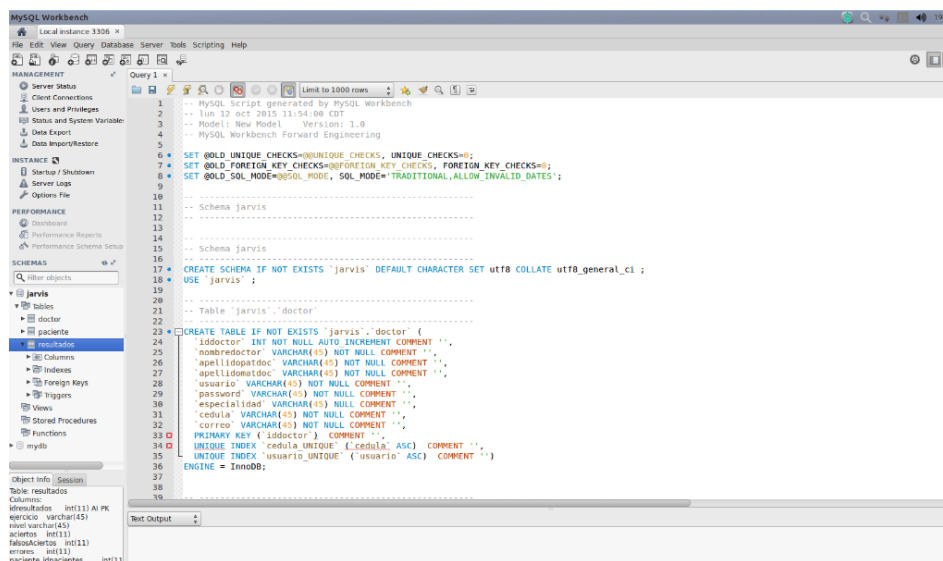 MySQL Workbench
Local instance 3306 ×
File Edit View Query Database Server Tools Scripting Help
MANAGEMENT
Server Status
Client Connections
Users and Privileges
Status and System Variable
Data Export
Data Import/Restore
INSTANCE
Startup / Shutdown
Server Logs
Options File
PERFORMANCE
Dashboard
Performance Reports
Performance Schema Setup
SCHEMAS
Filter objects
jarvis
Tables
doctor
paciente
resultados
Columns
Indexes
Foreign Keys
Triggers
Views
Stored Procedures
Functions
mydb
Object Info Session
Table: resultados
Columns:
idresultados int(11) AI PK
ejercicio varchar(45)
nivel varchar(45)
aciertos int(11)
falsosAciertos int(11)
errores int(11)
paciente_idpacientes int(11
Query 1 ×
Limit to 1000 rows
1 -- MySQL Script generated by MySQL Workbench
2 -- lun 12 oct 2015 11:54:00 CDT
3 -- Model: New Model Version: 1.0
4 -- MySQL Workbench Forward Engineering
5
6 SET @OLD_UNIQUE_CHECKS=@@UNIQUE_CHECKS, UNIQUE_CHECKS=0;
7 SET @OLD_FOREIGN_KEY_CHECKS=@@FOREIGN_KEY_CHECKS, FOREIGN_KEY_CHECKS=0;
8 SET @OLD_SQL_MODE=@@SQL_MODE, SQL_MODE='TRADITIONAL,ALLOW_INVALID_DATES';
9
10 -- -----------------------------------------------------
11 -- Schema jarvis
12 -- -----------------------------------------------------
13
14 -- -----------------------------------------------------
15 -- Schema jarvis
16 -- -----------------------------------------------------
17 CREATE SCHEMA IF NOT EXISTS `jarvis` DEFAULT CHARACTER SET utf8 COLLATE utf8_general_ci ;
18 USE `jarvis` ;
19
20 -- -----------------------------------------------------
21 -- Table `jarvis`.`doctor`
22 -- -----------------------------------------------------
23 CREATE TABLE IF NOT EXISTS `jarvis`.`doctor` (
24 `iddoctor` INT NOT NULL AUTO_INCREMENT COMMENT '',
25 `nombredoctor` VARCHAR(45) NOT NULL COMMENT '',
26 `apellidopatdoc` VARCHAR(45) NOT NULL COMMENT '',
27 `apellidomatdoc` VARCHAR(45) NOT NULL COMMENT '',
28 `usuario` VARCHAR(45) NOT NULL COMMENT '',
29 `password` VARCHAR(45) NOT NULL COMMENT '',
30 `especialidad` VARCHAR(45) NULL COMMENT '',
31 `cedula` VARCHAR(45) NOT NULL COMMENT '',
32 `correo` VARCHAR(45) NOT NULL COMMENT '',
33 PRIMARY KEY (`iddoctor`) COMMENT '',
34 UNIQUE INDEX `cedula_UNIQUE` (`cedula` ASC) COMMENT '',
35 UNIQUE INDEX `usuario_UNIQUE` (`usuario` ASC) COMMENT '')
36 ENGINE = InnoDB;
37
38
39 -- -----------------------------------------------------
Text Output